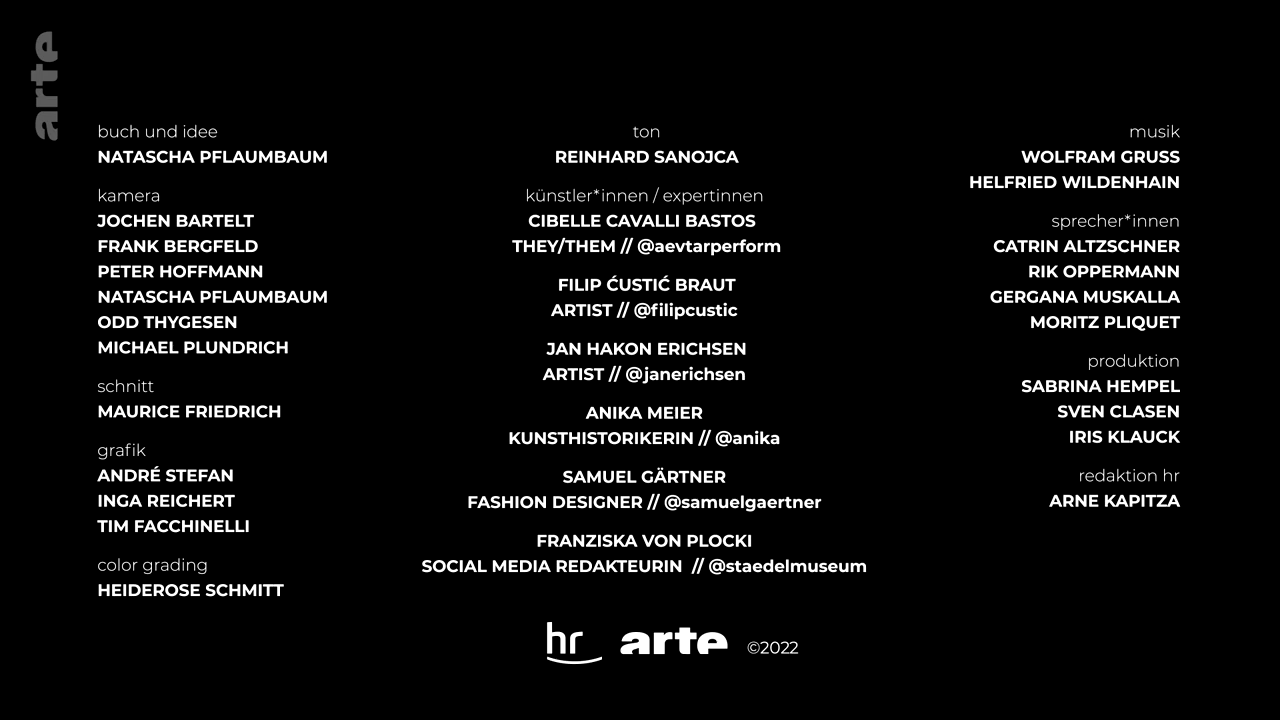 arte
buch und idee
NATASCHA PFLAUMBAUM
kamera
JOCHEN BARTELT
FRANK BERGFELD
PETER HOFFMANN
NATASCHA PFLAUMBAUM
ODD THYGESEN
MICHAEL PLUNDRICH
schnitt
MAURICE FRIEDRICH
grafik
ANDRÉ STEFAN
INGA REICHERT
TIM FACCHINELLI
color grading
HEIDEROSE SCHMITT
ton
REINHARD SANOJCA
künstler*innen / expertinnen
CIBELLE CAVALLI BASTOS
THEY/THEM // @aevtarperform
FILIP ĆUSTIĆ BRAUT
ARTIST // @filipcustic
JAN HAKON ERICHSEN
ARTIST // @janerichsen
ANIKA MEIER
KUNSTHISTORIKERIN // @anika
SAMUEL GÄRTNER
FASHION DESIGNER // @samuelgaertner
FRANZISKA VON PLOCKI
SOCIAL MEDIA REDAKTEURIN // @staedelmuseum
musik
WOLFRAM GRUSS
HELFRIED WILDENHAIN
sprecher*innen
CATRIN ALTZSCHNER
RIK OPPERMANN
GERGANA MUSKALLA
MORITZ PLIQUET
produktion
SABRINA HEMPEL
SVEN CLASEN
IRIS KLAUCK
redaktion hr
ARNE KAPITZA
hr arte ©2022